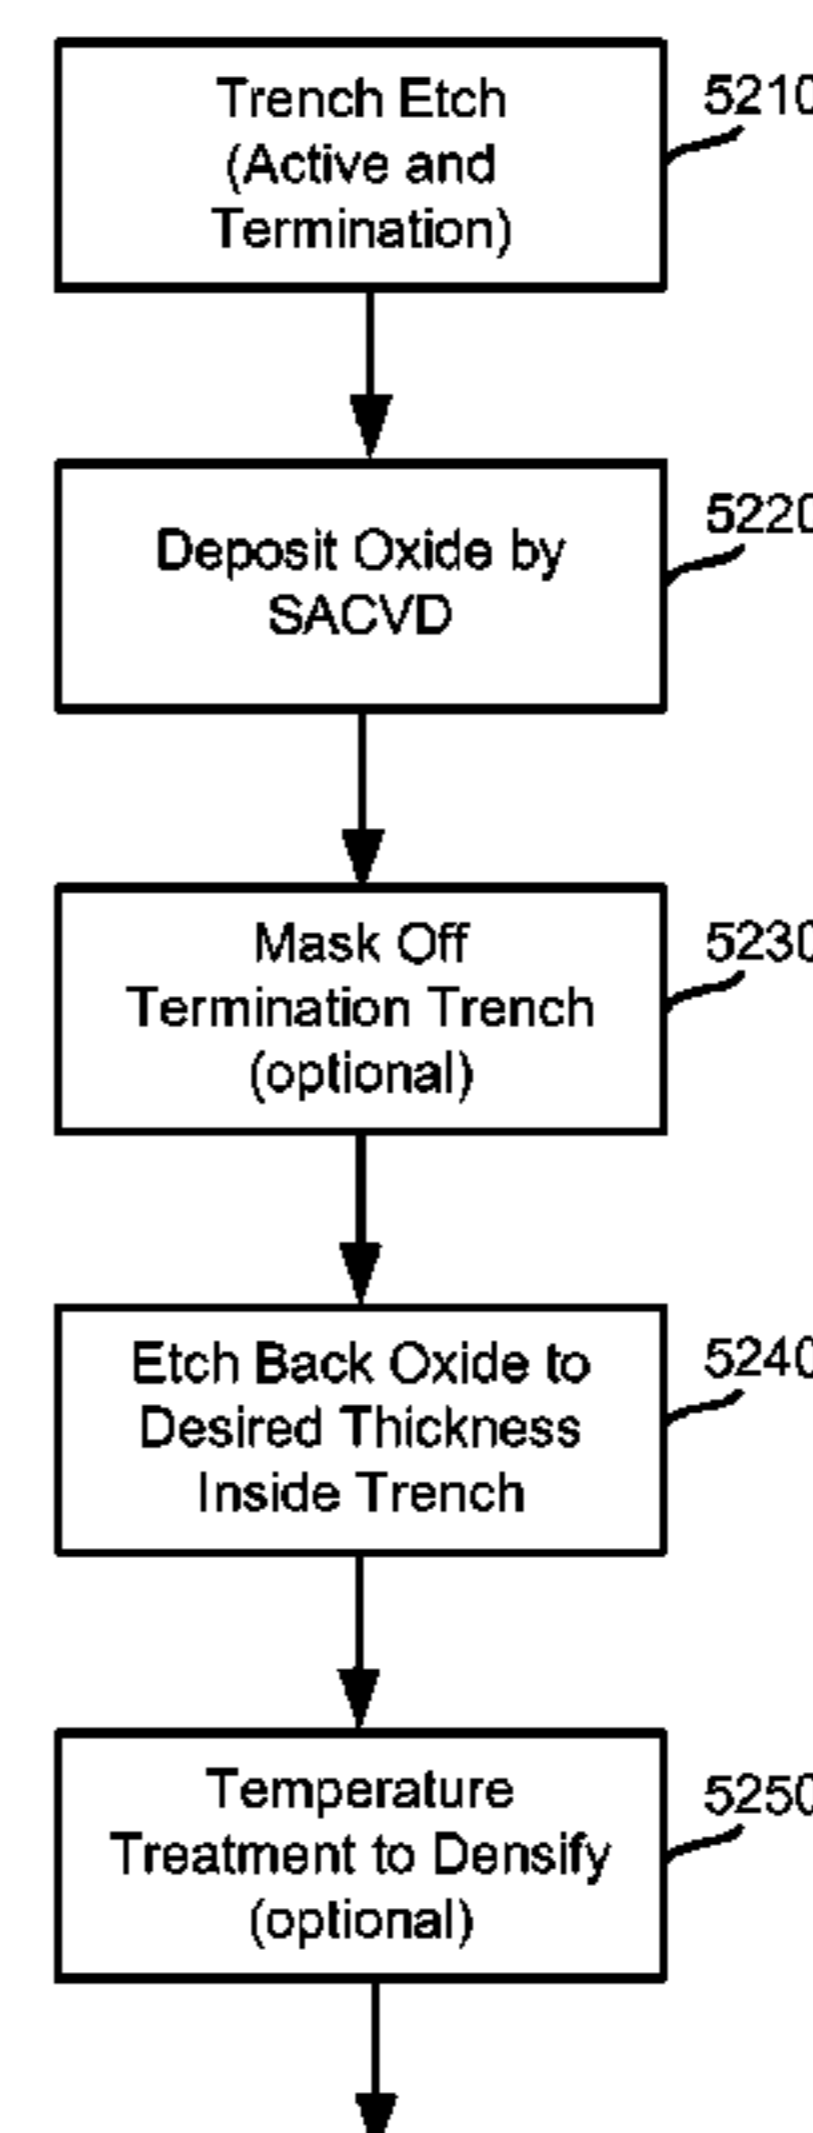 Trench Etch
(Active and
Termination)
5210
Deposit Oxide by
SACVD
5220
Mask Off
Termination Trench
(optional)
5230
Etch Back Oxide to
Desired Thickness
Inside Trench
5240
Temperature
Treatment to Densify
(optional)
5250